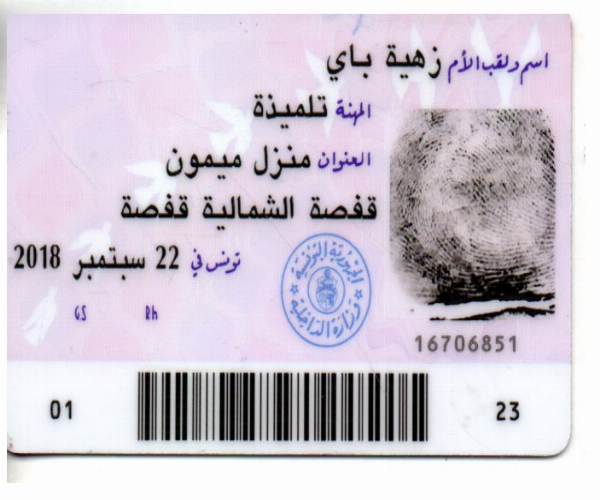 اسم ولقب الأم زهية باي
المهنة تلميذة
العنوان منزل ميمون
قفصة الشمالية قفصة
تونس في 22 سبتمبر 2018
GS Rh
الجمهورية التونسية
وزارة الداخلية
16706851
01 23